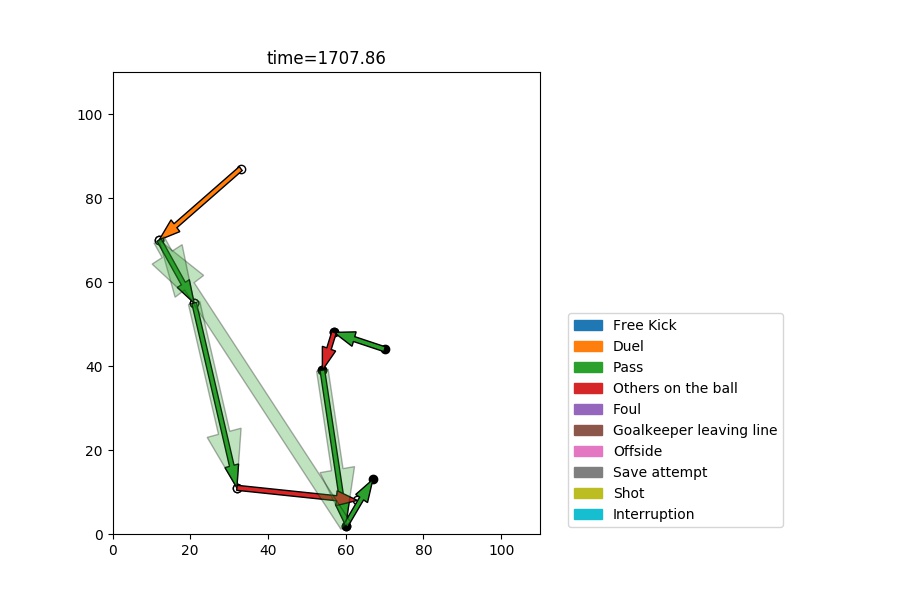 time=1707.86
100
80
60
40
20
0
0 20 40 60 80 100
Free Kick
Duel
Pass
Others on the ball
Foul
Goalkeeper leaving line
Offside
Save attempt
Shot
Interruption